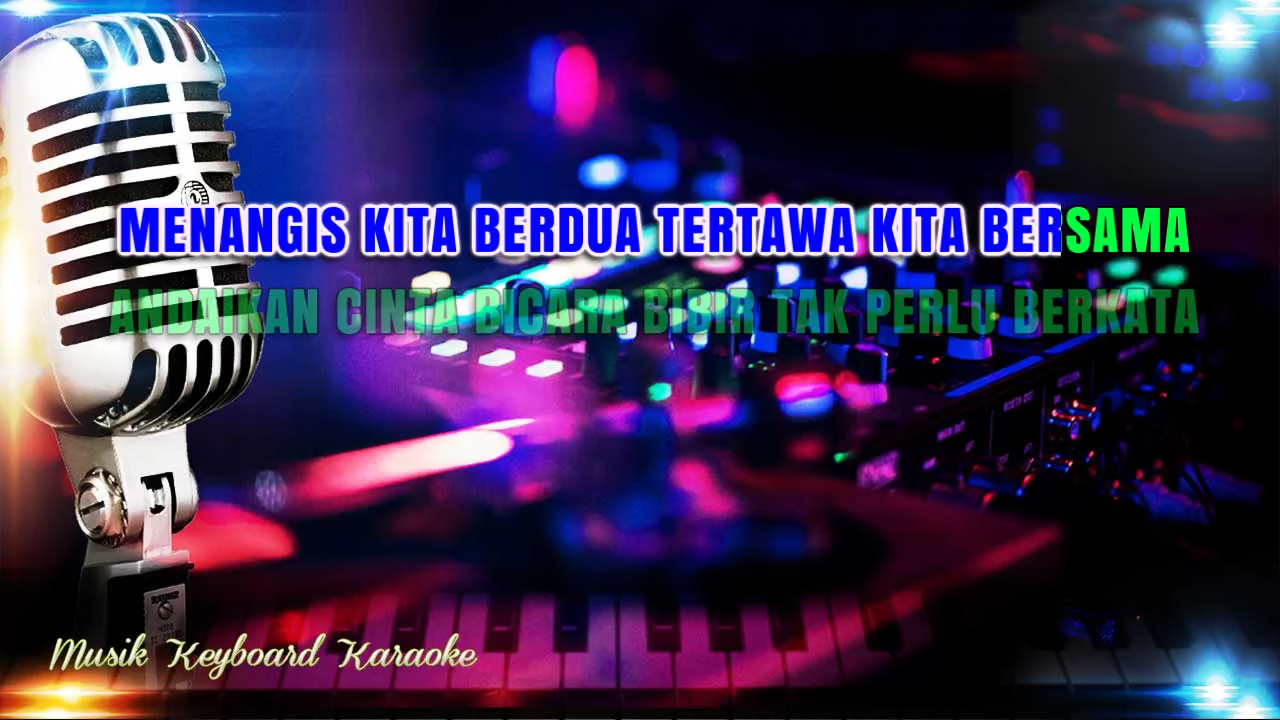 MENANGIS KITA BERDUA TERTAWA KITA BERSAMA
ANDAIKAN CINTA BICARA BIBIR TAK PERLU BERKATA
Musik Keyboard Karaoke